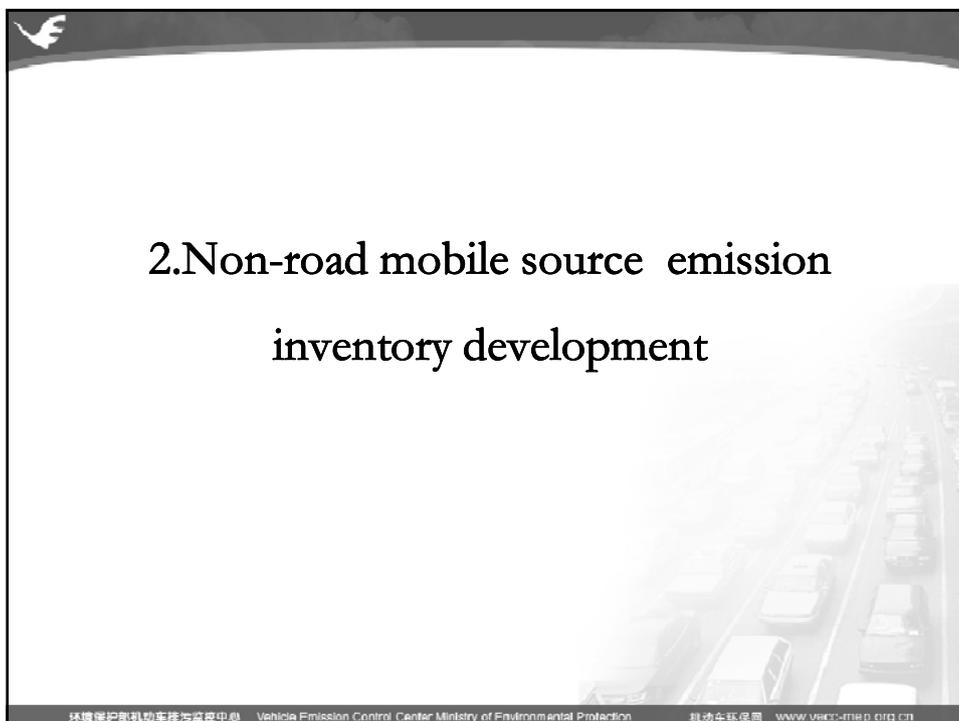 2.Non-road mobile source emission
inventory development
环境保护部机动车排污监控中心 Vehicle Emission Control Center Ministry of Environmental Protection 机动车环保网 www.vecc-mep.org.cn